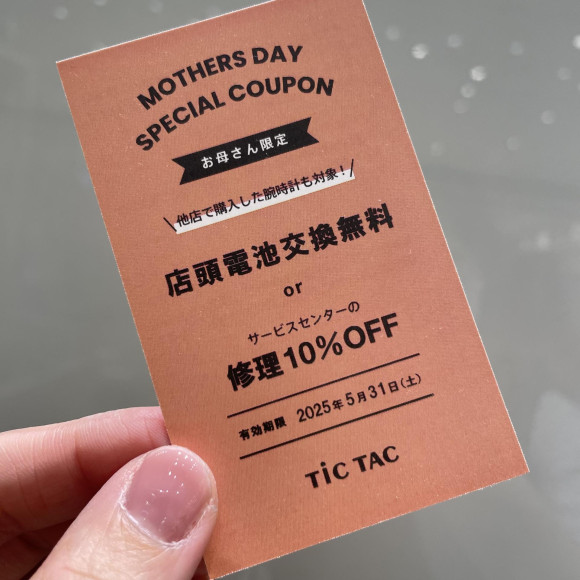 MOTHERS DAY
SPECIAL COUPON
お母さん限定
\他店で購入した腕時計も対象!/
店頭電池交換無料
or
サービスセンターの
修理10%OFF
有効期限 2025年5月31日(土)
TiC TAC